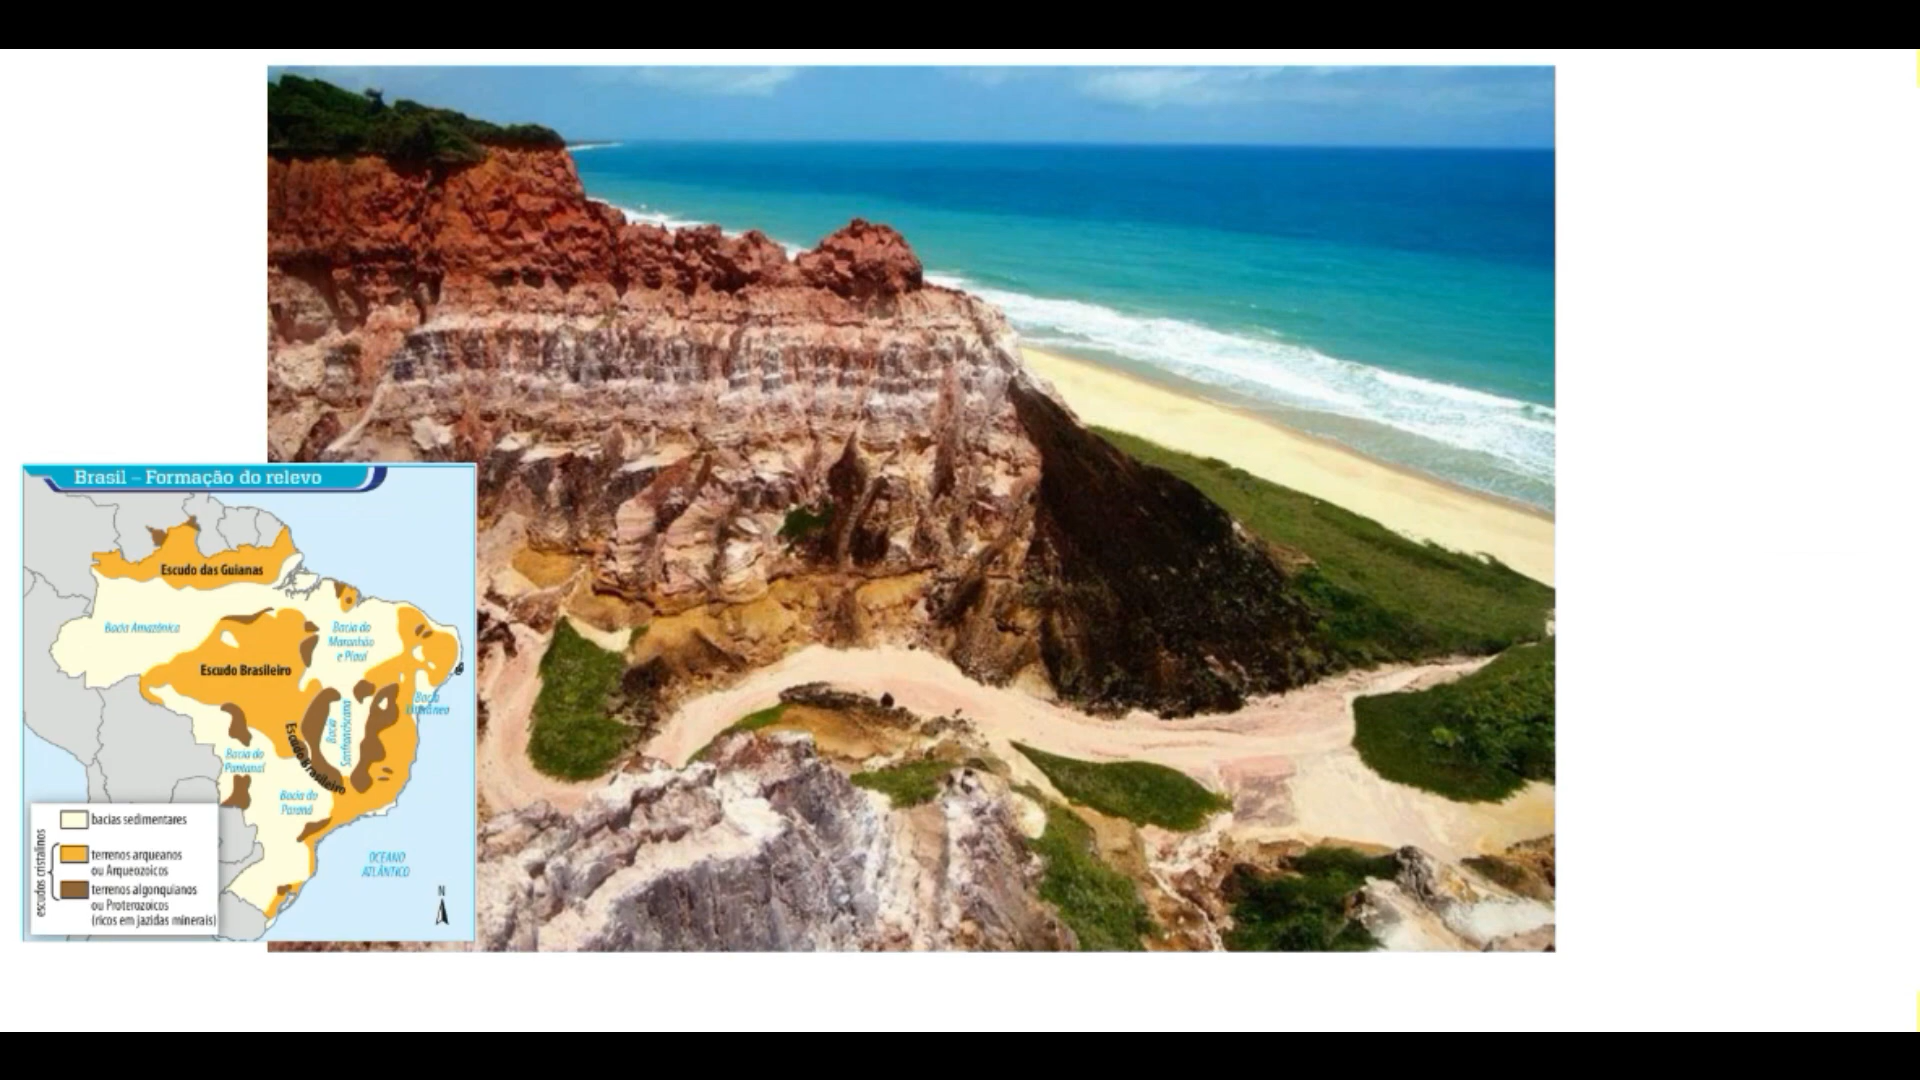 Brasil – Formação do relevo
Escudo das Guianas
Bacia Amazônica
Bacia do
Maranhão
e Piauí
Escudo Brasileiro
Bacia
Litorânea
Bacia
Sanfranciscana
Escudo Brasileiro
Bacia do
Pantanal
Bacia do
Paraná
OCEANO
ATLÂNTICO
N
escudos cristalinos
bacias sedimentares
terrenos arqueanos
ou Arqueozoicos
terrenos algonquianos
ou Proterozoicos
(ricos em jazidas minerais)